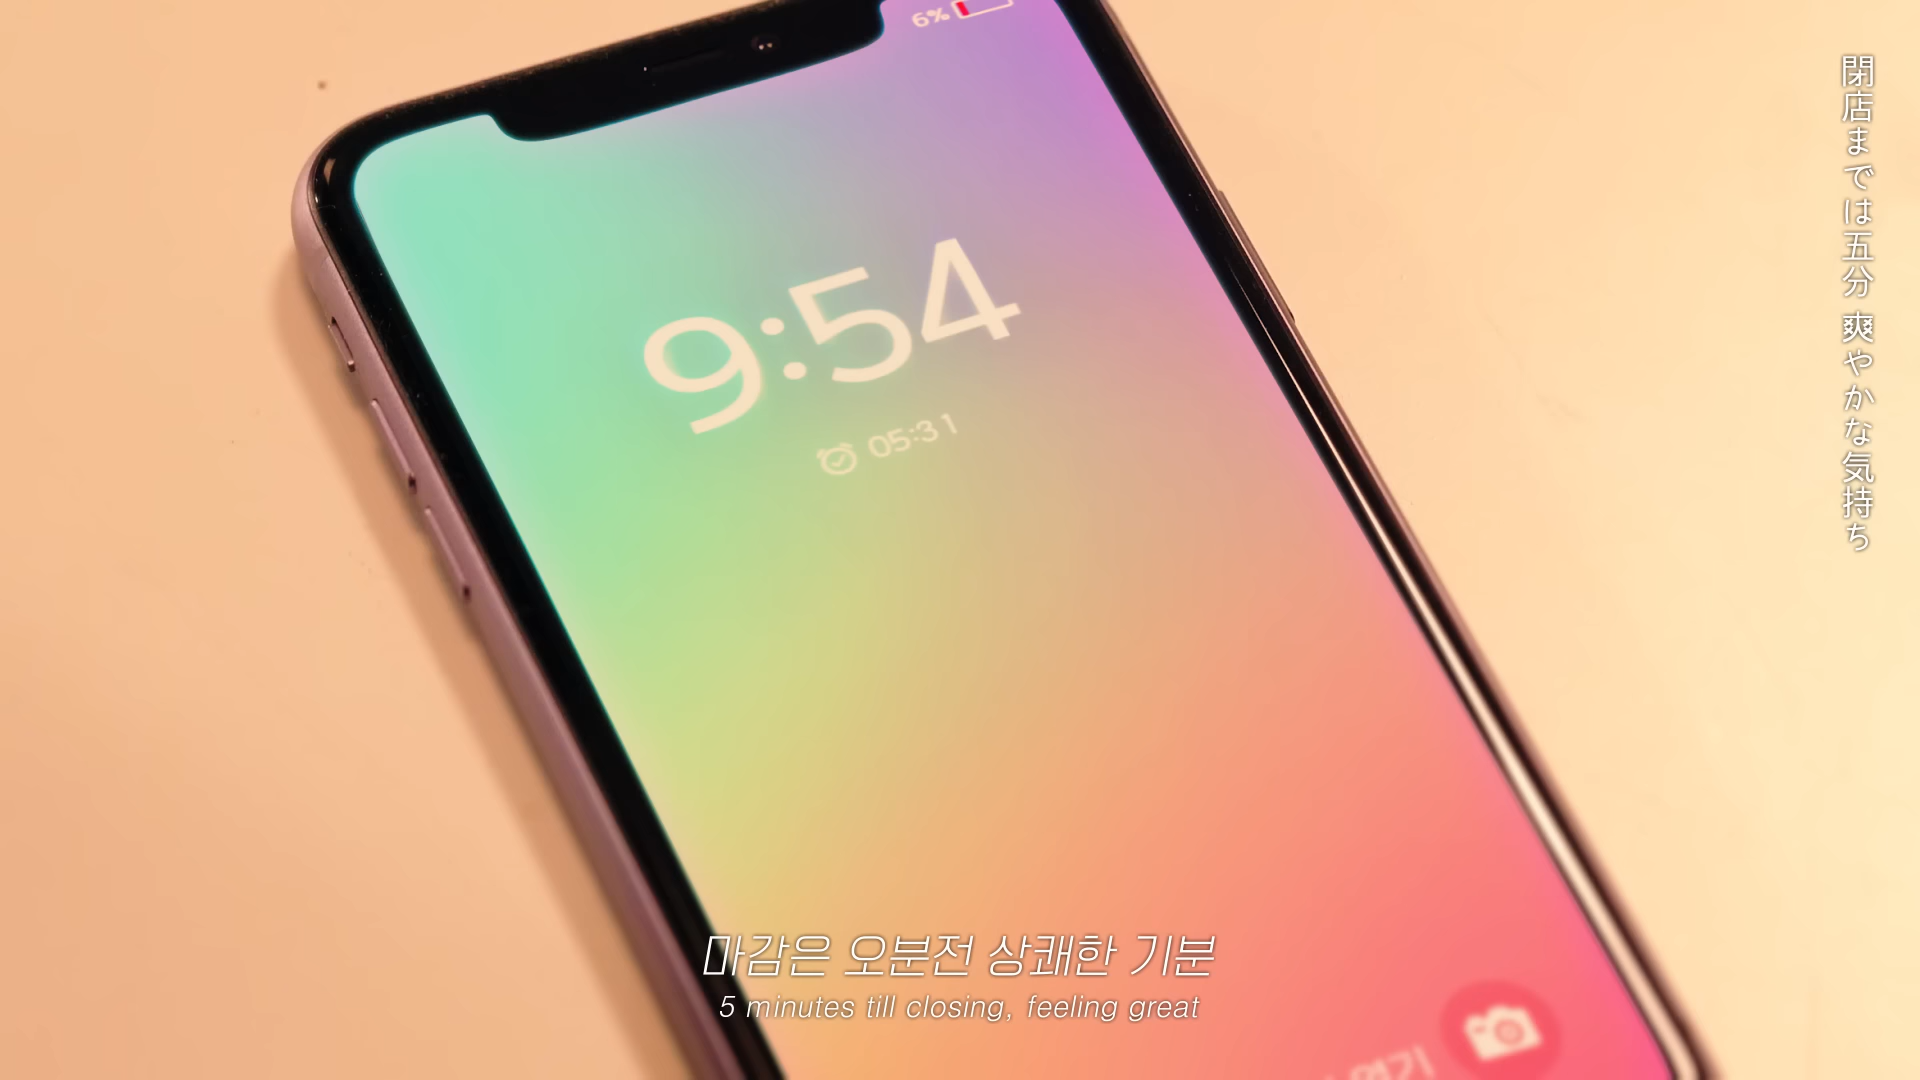 6%
9:54
05:31
閉店までは五分 爽やかな気持ち
마감은 오분전 상쾌한 기분
5 minutes till closing, feeling great